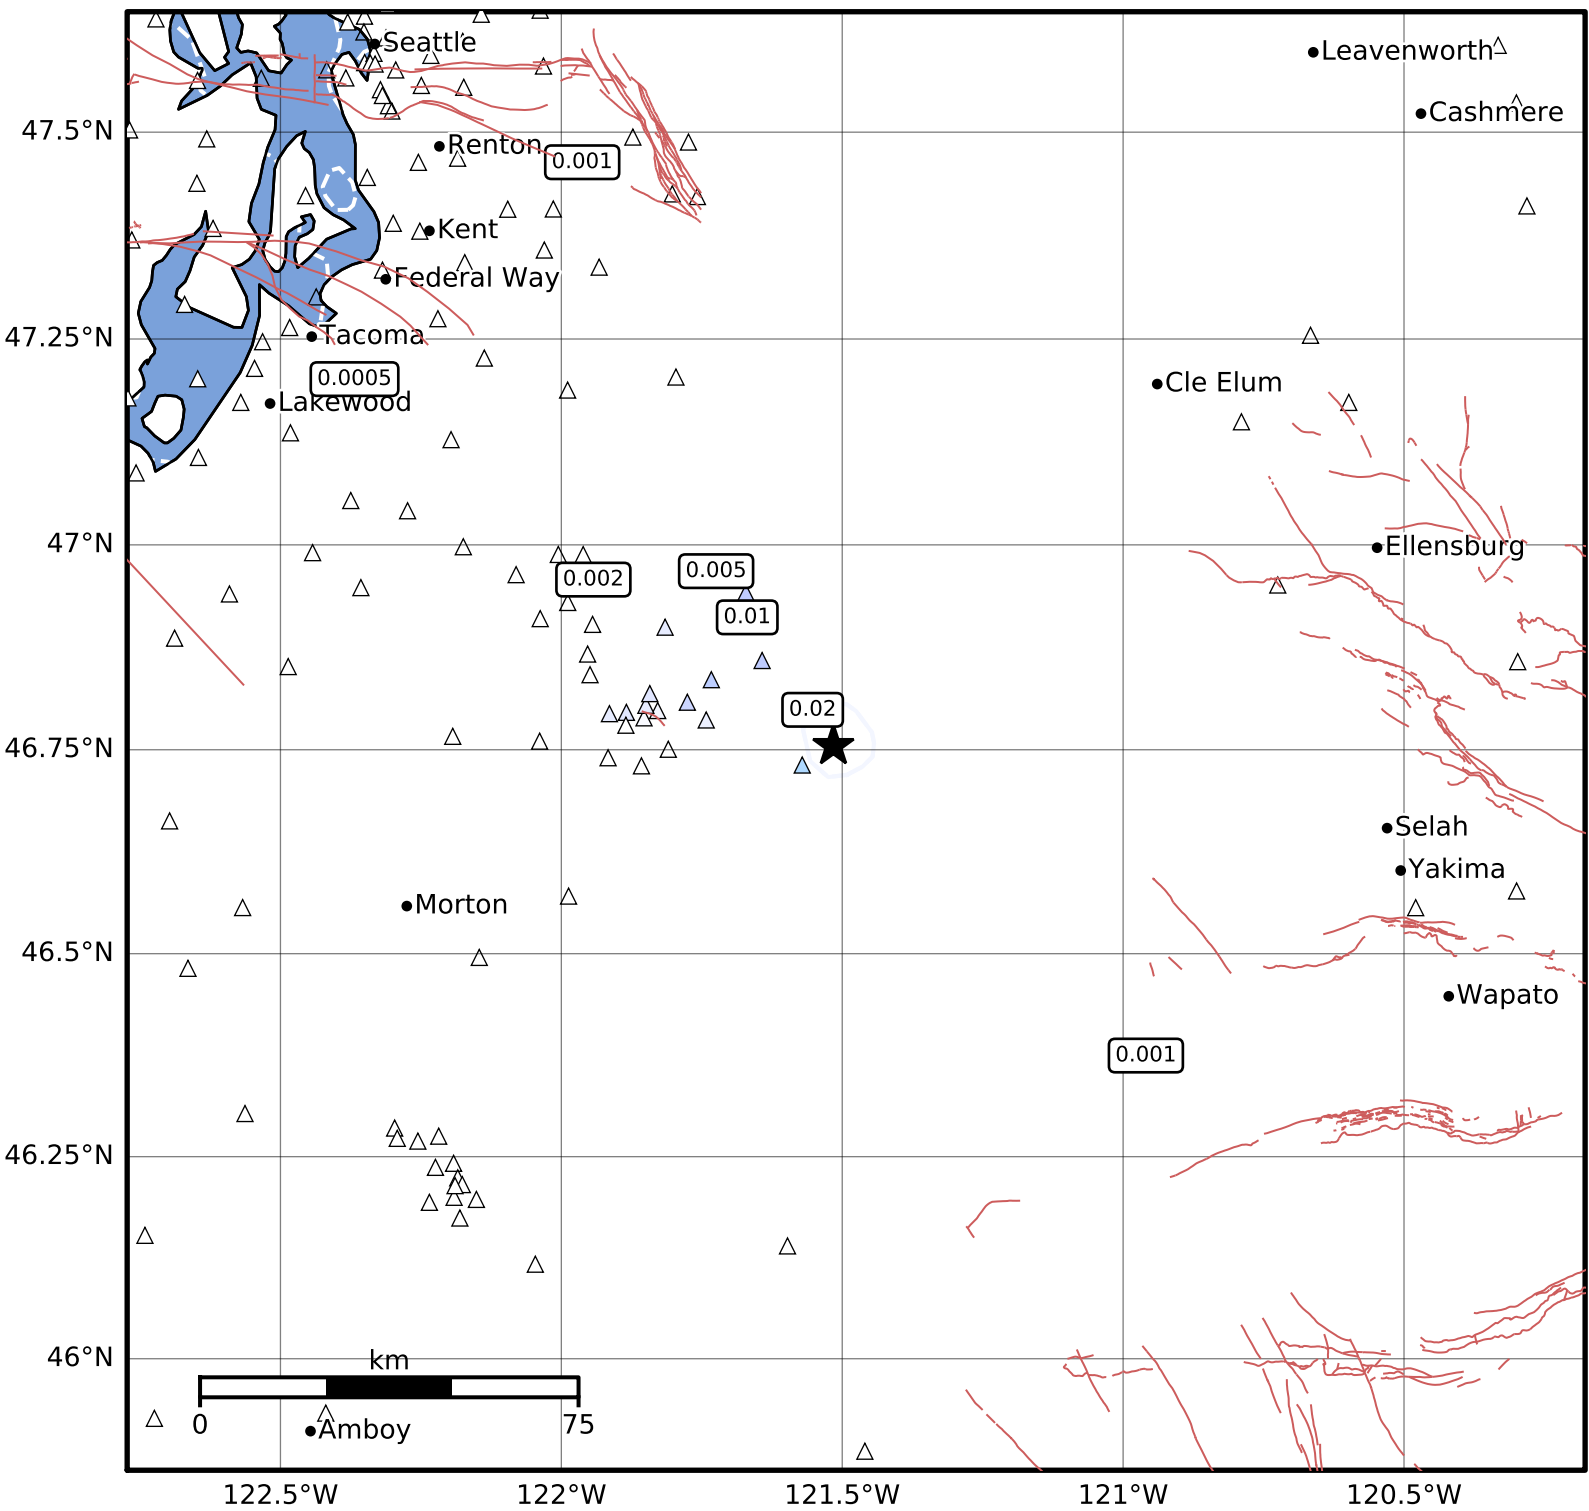 Seattle
Leavenworth
Cashmere
47.5°N
Renton
0.001
Kent
Federal Way
47.25°N
Tacoma
0.0005
Cle Elum
Lakewood
47°N
Ellensburg
0.002
0.005
0.01
0.02
46.75°N
Selah
Yakima
Morton
46.5°N
Wapato
0.001
46.25°N
46°N
km
0
75
Amboy
122.5°W
122°W
121.5°W
121°W
120.5°W